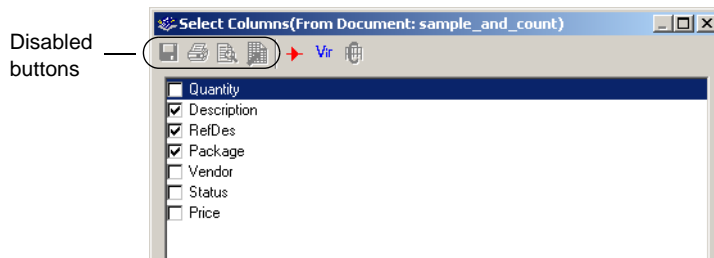 Select Columns(From Document: sample_and_count)
Disabled
buttons
Vir
Quantity
Description
RefDes
Package
Vendor
Status
Price